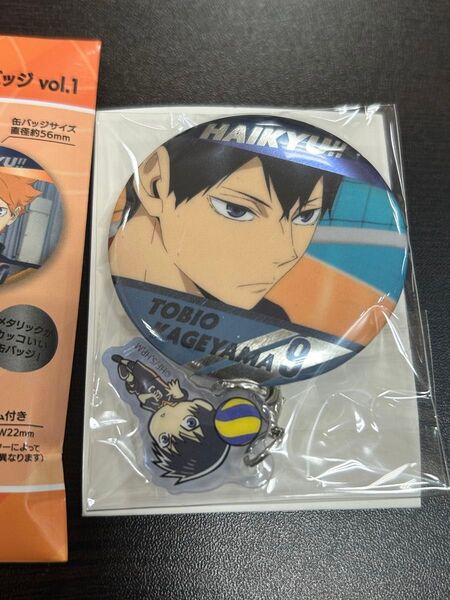 ッジ vol.1
缶バッジサイズ
直径約56mm
KYU!!
メタリックが
カッコいい
缶バッジ!
ム付き
W22mm
ターによって
異なります)
HAIKYU!!
TOBIO
KAGEYAMA 9